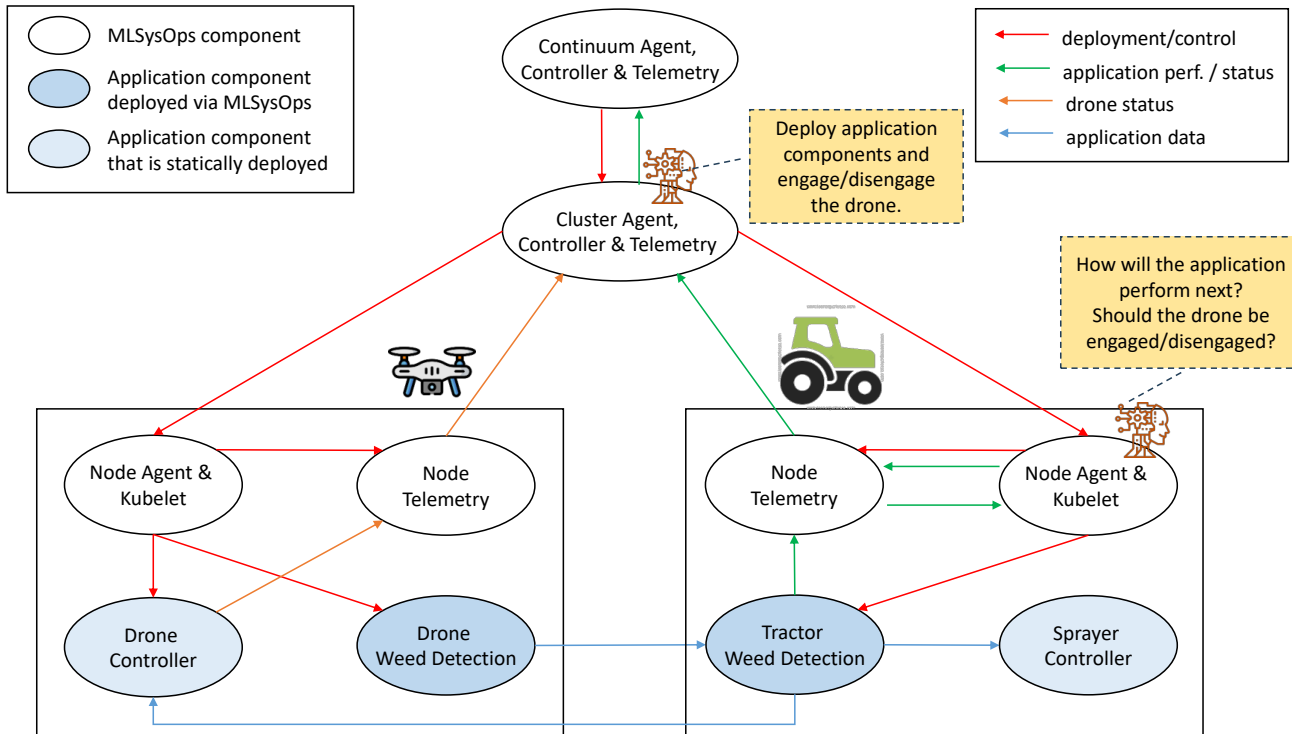 MLSysOps component
Application component
deployed via MLSysOps
Application component
that is statically deployed
Continuum Agent,
Controller & Telemetry
deployment/control
application perf. / status
drone status
application data
Deploy application
components and
engage/disengage
the drone.
Cluster Agent,
Controller & Telemetry
How will the application
perform next?
Should the drone be
engaged/disengaged?
Node Agent &
Kubelet
Node
Telemetry
Node
Telemetry
Node Agent &
Kubelet
Drone
Controller
Drone
Weed Detection
Tractor
Weed Detection
Sprayer
Controller